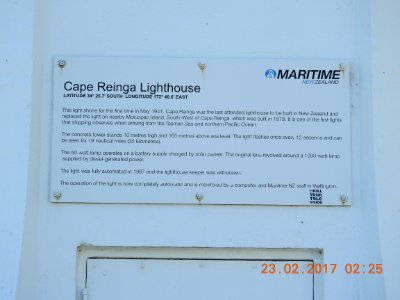 MARITIME
NEW ZEALAND
Cape Reinga Lighthouse
LATITUDE 34° 25.7' SOUTH LONGITUDE 172° 40.6' EAST
This light shone for the first time in May 1941. Cape Reinga was the last attended lighthouse to be built in New Zealand and
replaced the light on nearby Motuopao Island, South West of Cape Reinga, which was built in 1879. It is one of the first lights
that shipping observes when arriving from the Tasman Sea and northern Pacific Ocean.
The concrete tower stands 10 metres high and 165 metres above sea level. The light flashes once every 12 seconds and can
be seen for 19 nautical miles (35 kilometres).
The 50 watt lamp operates on a battery supply charged by solar power. The original lens revolved around a 1000 watt lamp
supplied by diesel-generated power.
The light was fully automated in 1987 and the lighthouse keeper was withdrawn.
The operation of the light is now completely automatic and is monitored by a computer and Maritime NZ staff in Wellington.
23.02.2017 02:25